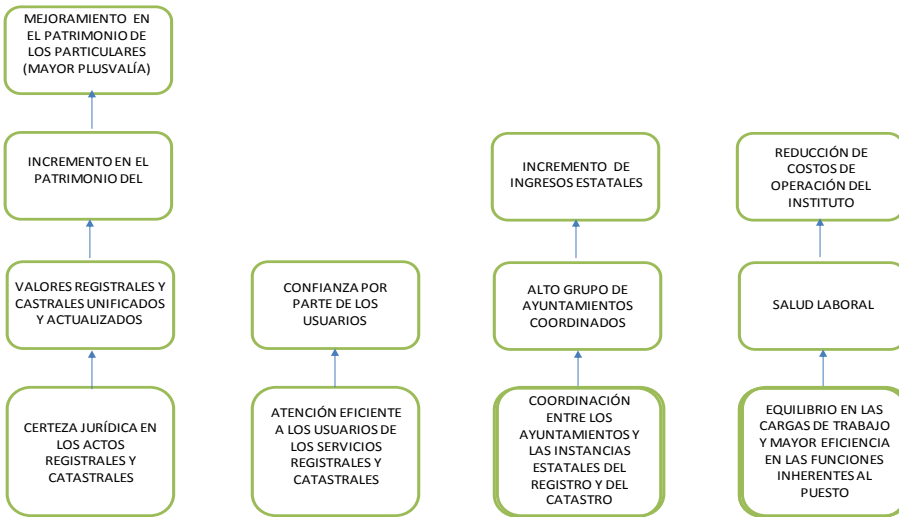 MEJORAMIENTO EN
EL PATRIMONIO DE
LOS PARTICULARES
(MAYOR PLUSVALÍA)
INCREMENTO EN EL
PATRIMONIO DEL
INCREMENTO DE
INGRESOS ESTATALES
REDUCCIÓN DE
COSTOS DE
OPERACIÓN DEL
INSTITUTO
VALORES REGISTRALES Y
CASTRALES UNIFICADOS
Y ACTUALIZADOS
CONFIANZA POR
PARTE DE LOS
USUARIOS
ALTO GRUPO DE
AYUNTAMIENTOS
COORDINADOS
SALUD LABORAL
CERTEZA JURÍDICA EN
LOS ACTOS
REGISTRALES Y
CATASTRALES
ATENCIÓN EFICIENTE
A LOS USUARIOS DE
LOS SERVICIOS
REGISTRALES Y
CATASTRALES
COORDINACIÓN
ENTRE LOS
AYUNTAMIENTOS Y
LAS INSTANCIAS
ESTATALES DEL
REGISTRO Y DEL
CATASTRO
EQUILIBRIO EN LAS
CARGAS DE TRABAJO
Y MAYOR EFICIENCIA
EN LAS FUNCIONES
INHERENTES AL
PUESTO